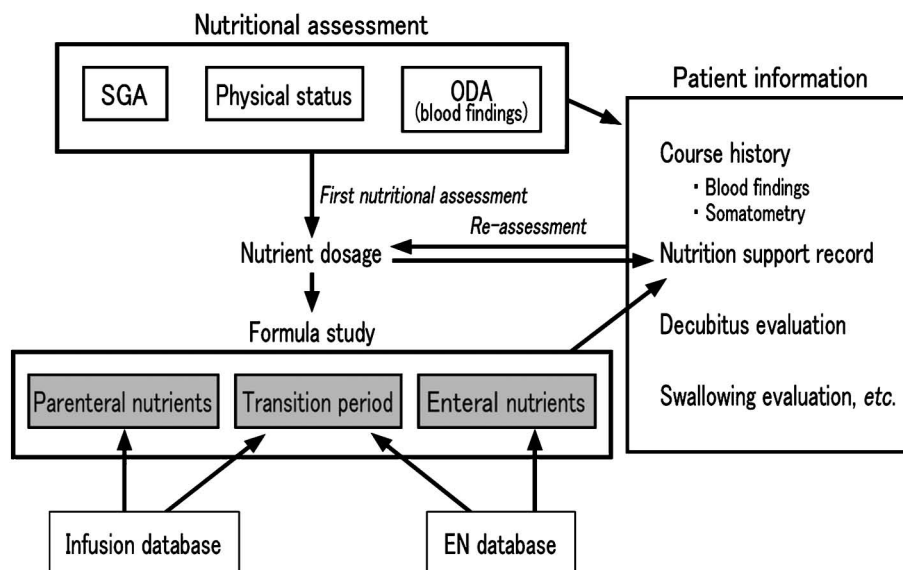 Nutritional assessment
SGA
Physical status
ODA
(blood findings)
Patient information
Course history
・Blood findings
・Somatometry
First nutritional assessment
Re-assessment
Nutrient dosage
Nutrition support record
Formula study
Decubitus evaluation
Parenteral nutrients
Transition period
Enteral nutrients
Swallowing evaluation, etc.
Infusion database
EN database